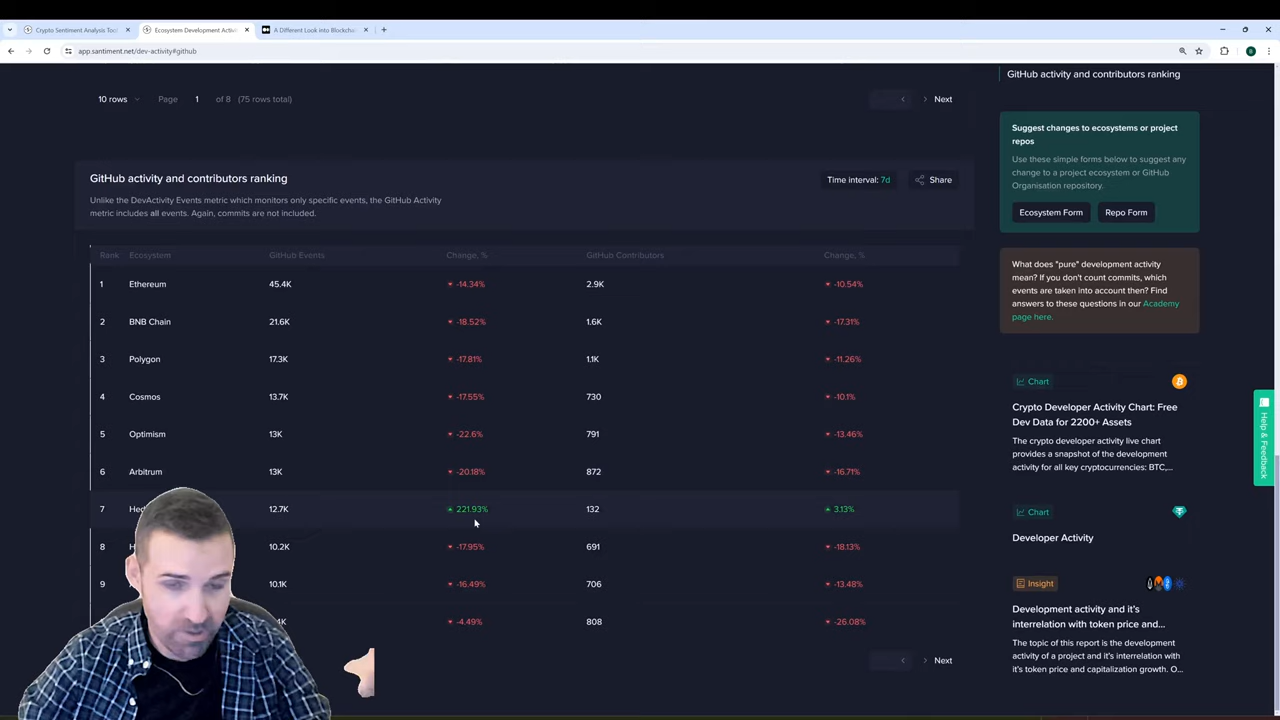 Crypto Sentiment Analysis Tool
Ecosystem Development Activi
A Different Look into Blockcha
app.santiment.net/dev-activity#github
GitHub activity and contributors ranking
10 rows
Page 1 of 8 (75 rows total)
Next
Suggest changes to ecosystems or project
repos
Use these simple forms below to suggest any
change to a project ecosystem or GitHub
Organisation repository.
Ecosystem Form
Repo Form
GitHub activity and contributors ranking
Time interval: 7d
Share
Unlike the DevActivity Events metric which monitors only specific events, the GitHub Activity
metric includes all events. Again, commits are not included.
Rank Ecosystem GitHub Events Change, % GitHub Contributors Change, %
1 Ethereum 45.4K -14.34% 2.9K -10.54%
2 BNB Chain 21.6K -18.52% 1.6K -17.31%
3 Polygon 17.3K -17.81% 1.1K -11.26%
4 Cosmos 13.7K -17.55% 730 -10.1%
5 Optimism 13K -22.6% 791 -13.46%
6 Arbitrum 13K -20.18% 872 -16.71%
7 Hed 12.7K 221.93% 132 3.13%
8 H 10.2K -17.95% 691 -18.13%
9 10.1K -16.49% 706 -13.48%
4K -4.49% 808 -26.08%
Next
What does "pure" development activity
mean? If you don't count commits, which
events are taken into account then? Find
answers to these questions in our Academy
page here.
Chart
Crypto Developer Activity Chart: Free
Dev Data for 2200+ Assets
The crypto developer activity live chart
provides a snapshot of the development
activity for all key cryptocurrencies: BTC,...
Chart
Developer Activity
Insight
Development activity and it's
interrelation with token price and...
The topic of this report is the development
activity of a project and it's interrelation with
it's token price and capitalization growth. O...
Help & Feedback